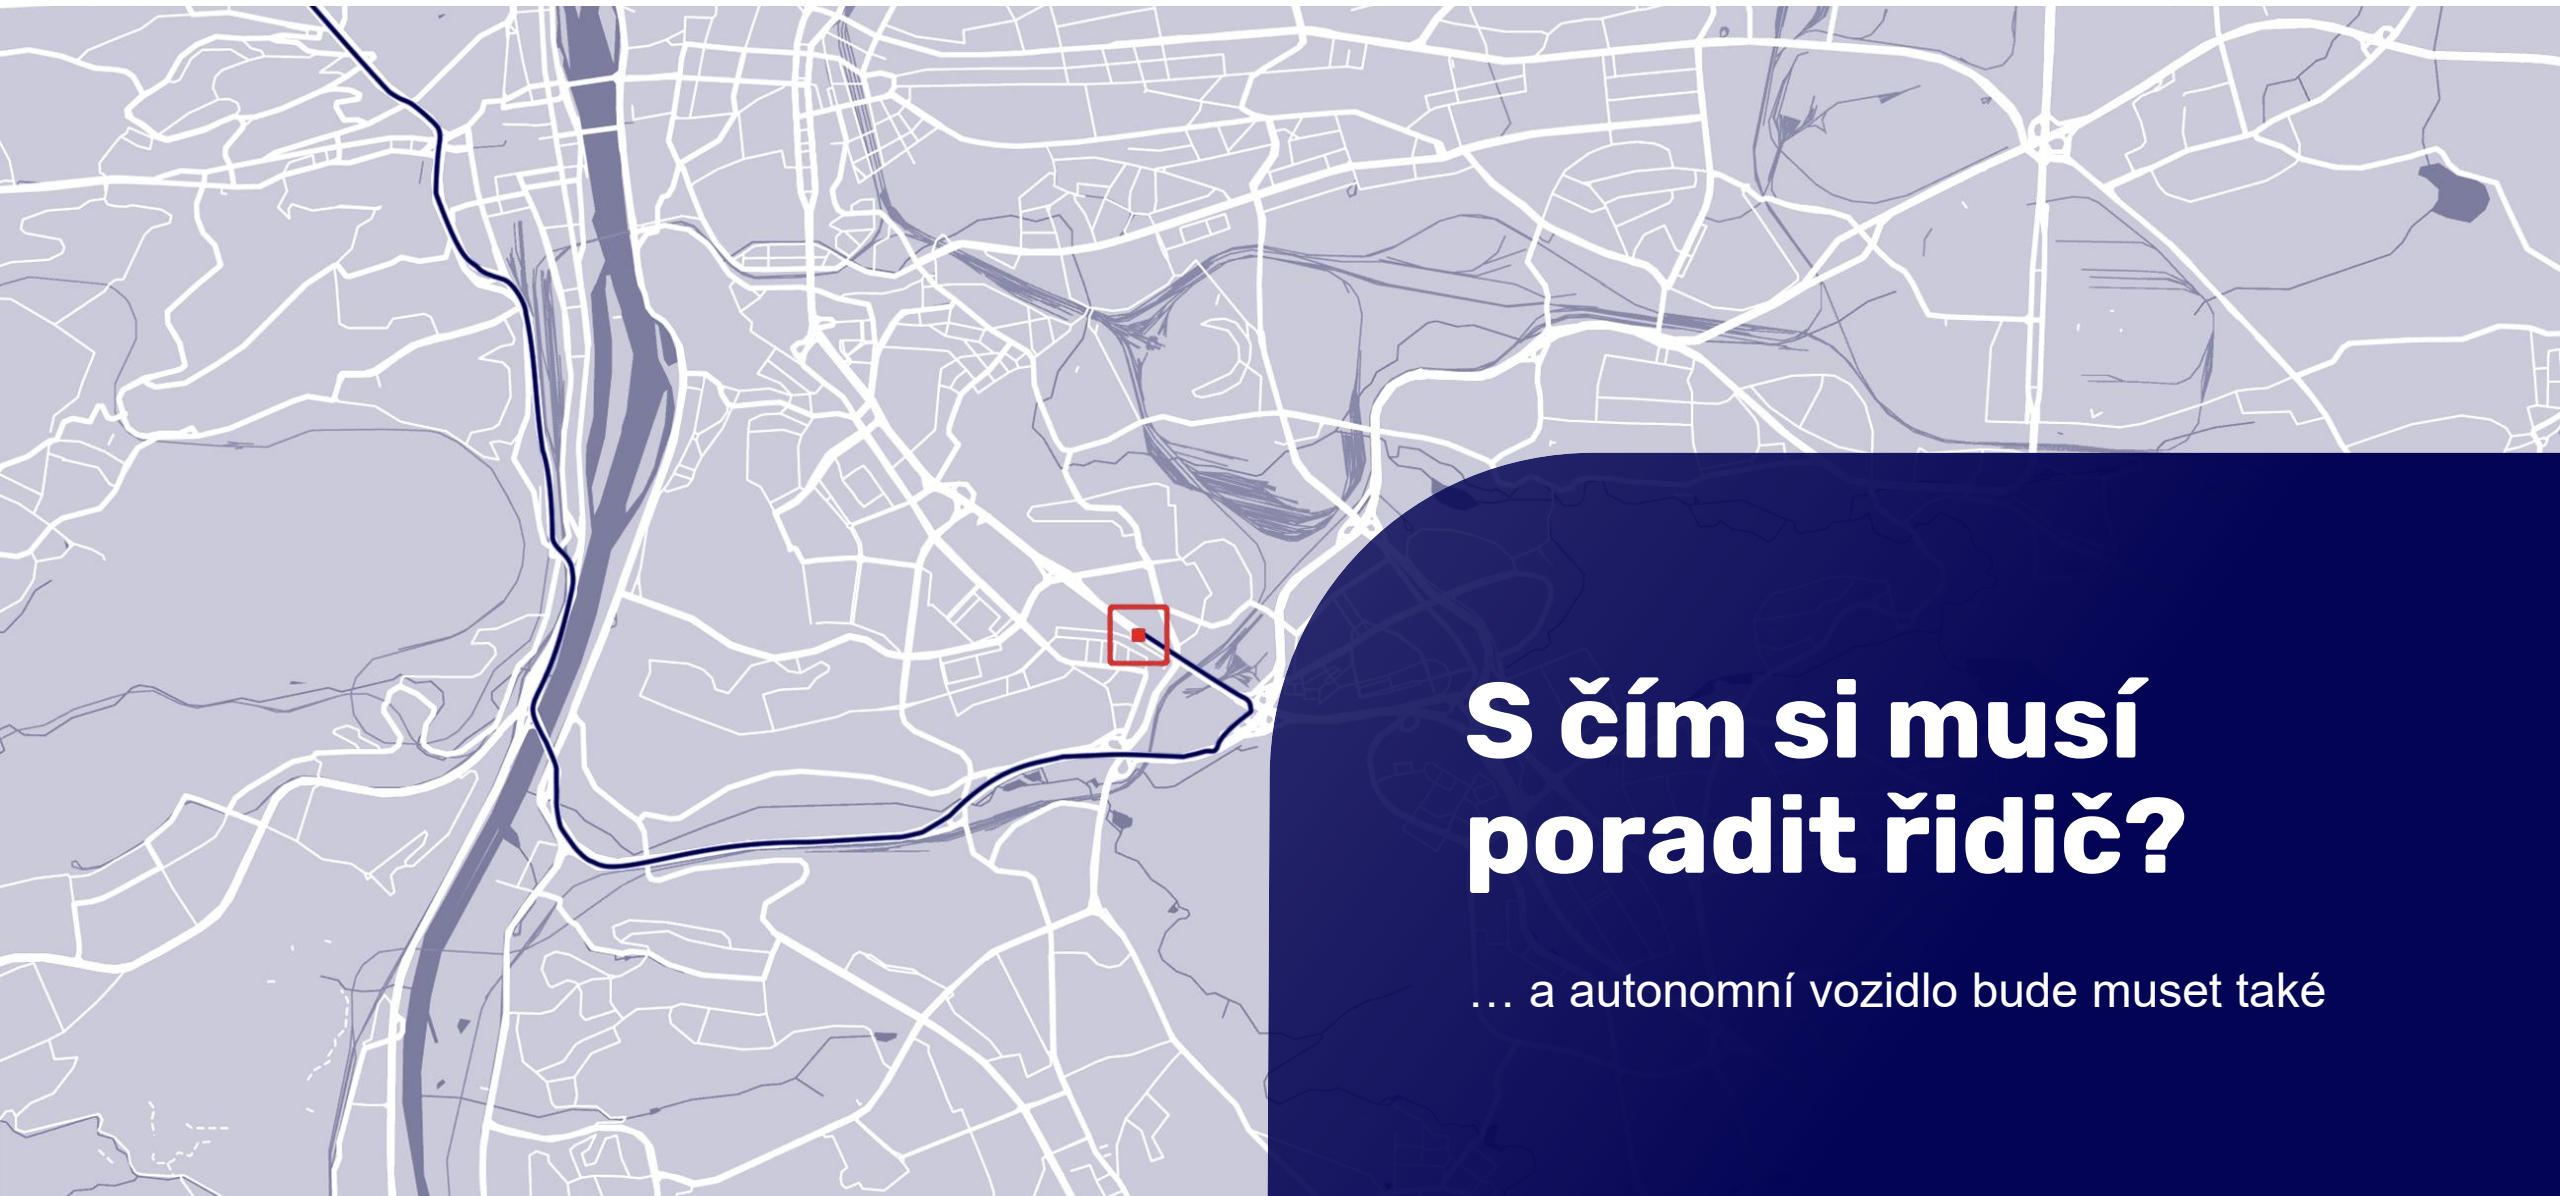 S čím si musí
poradit řidič?
… a autonomní vozidlo bude muset také